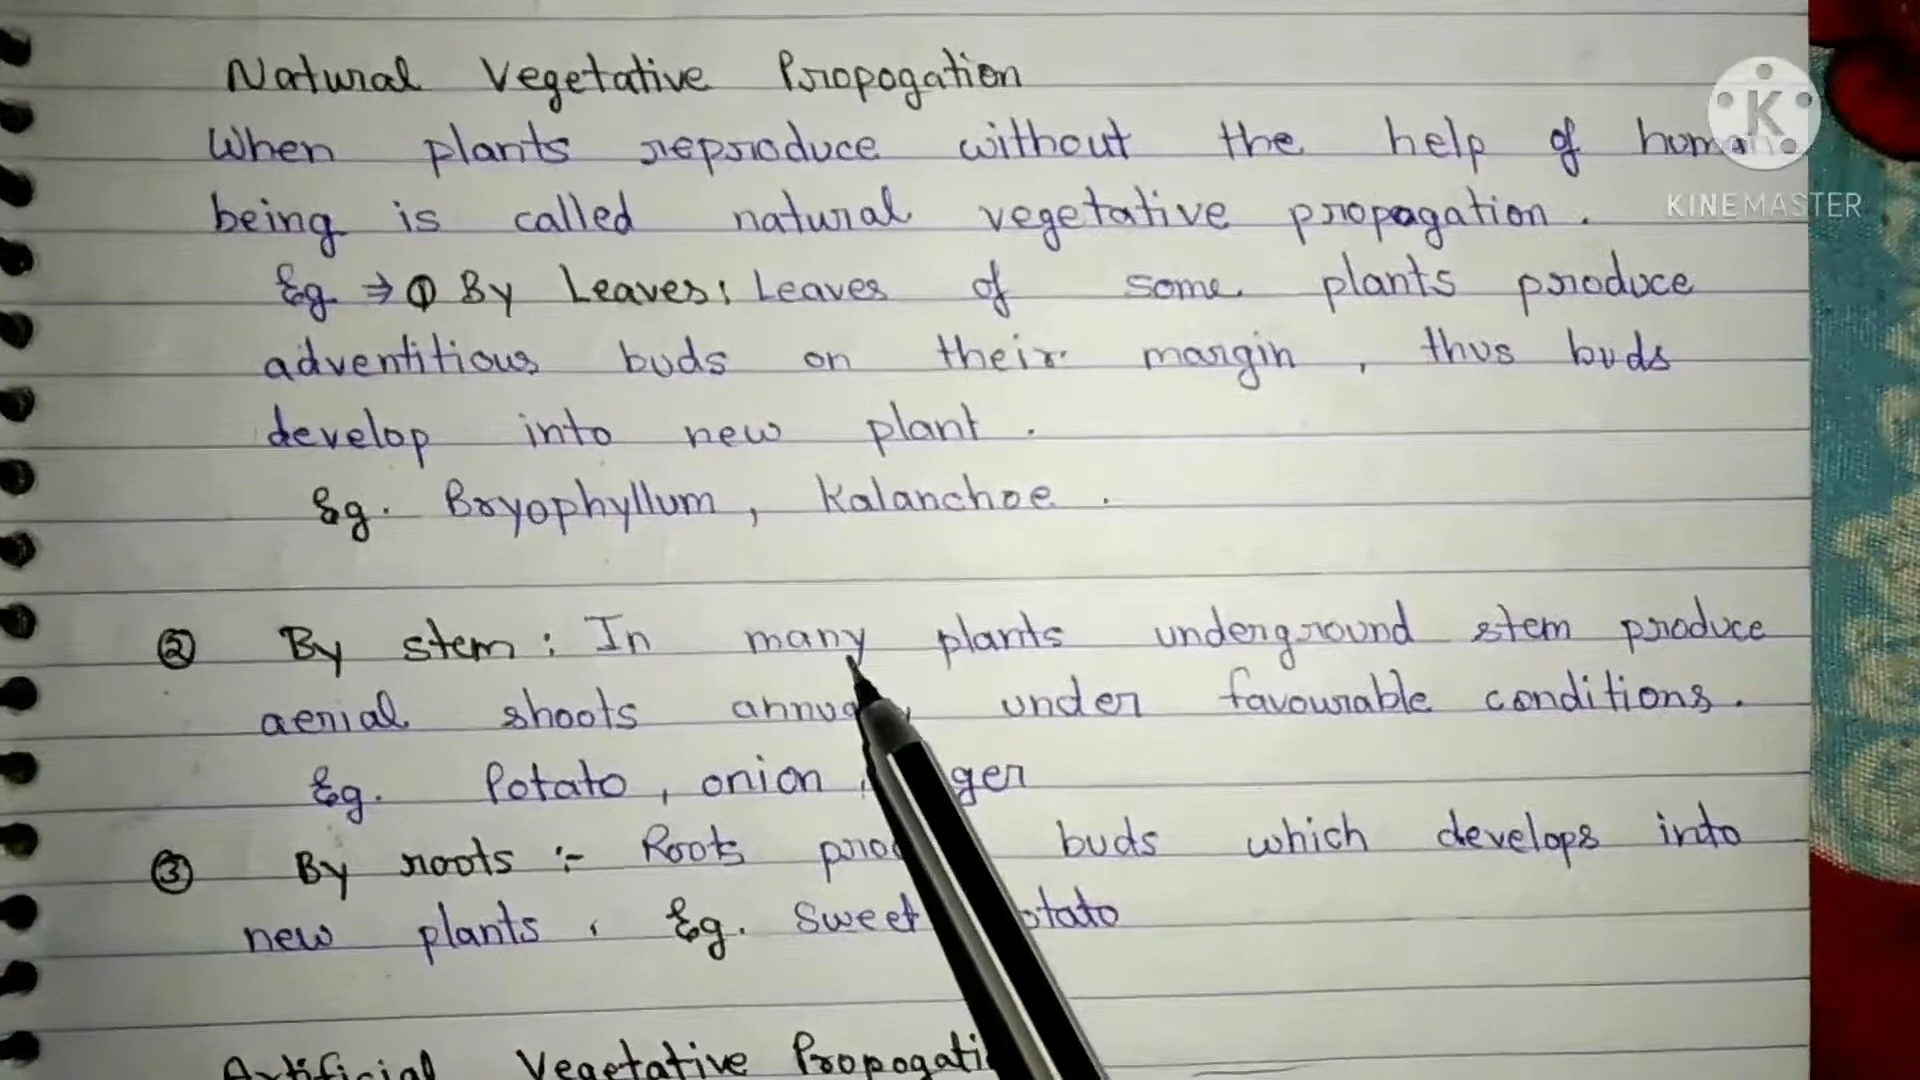 Natural Vegetative Propogation
When plants reproduce without the help of human
being is called natural vegetative propagation.
Eg. ⇒ ① By Leaves: Leaves of some plants produce
adventitious buds on their margin, thus buds
develop into new plant.
Eg. Bryophyllum, Kalanchoe.
② By stem: In many plants underground stem produce
aerial shoots under favourable conditions.
Eg. Potato, onion,
③ By roots :- Roots buds which develops into
new plants. Eg. Sweet
Artificial Vegetative
K
KINEMASTER